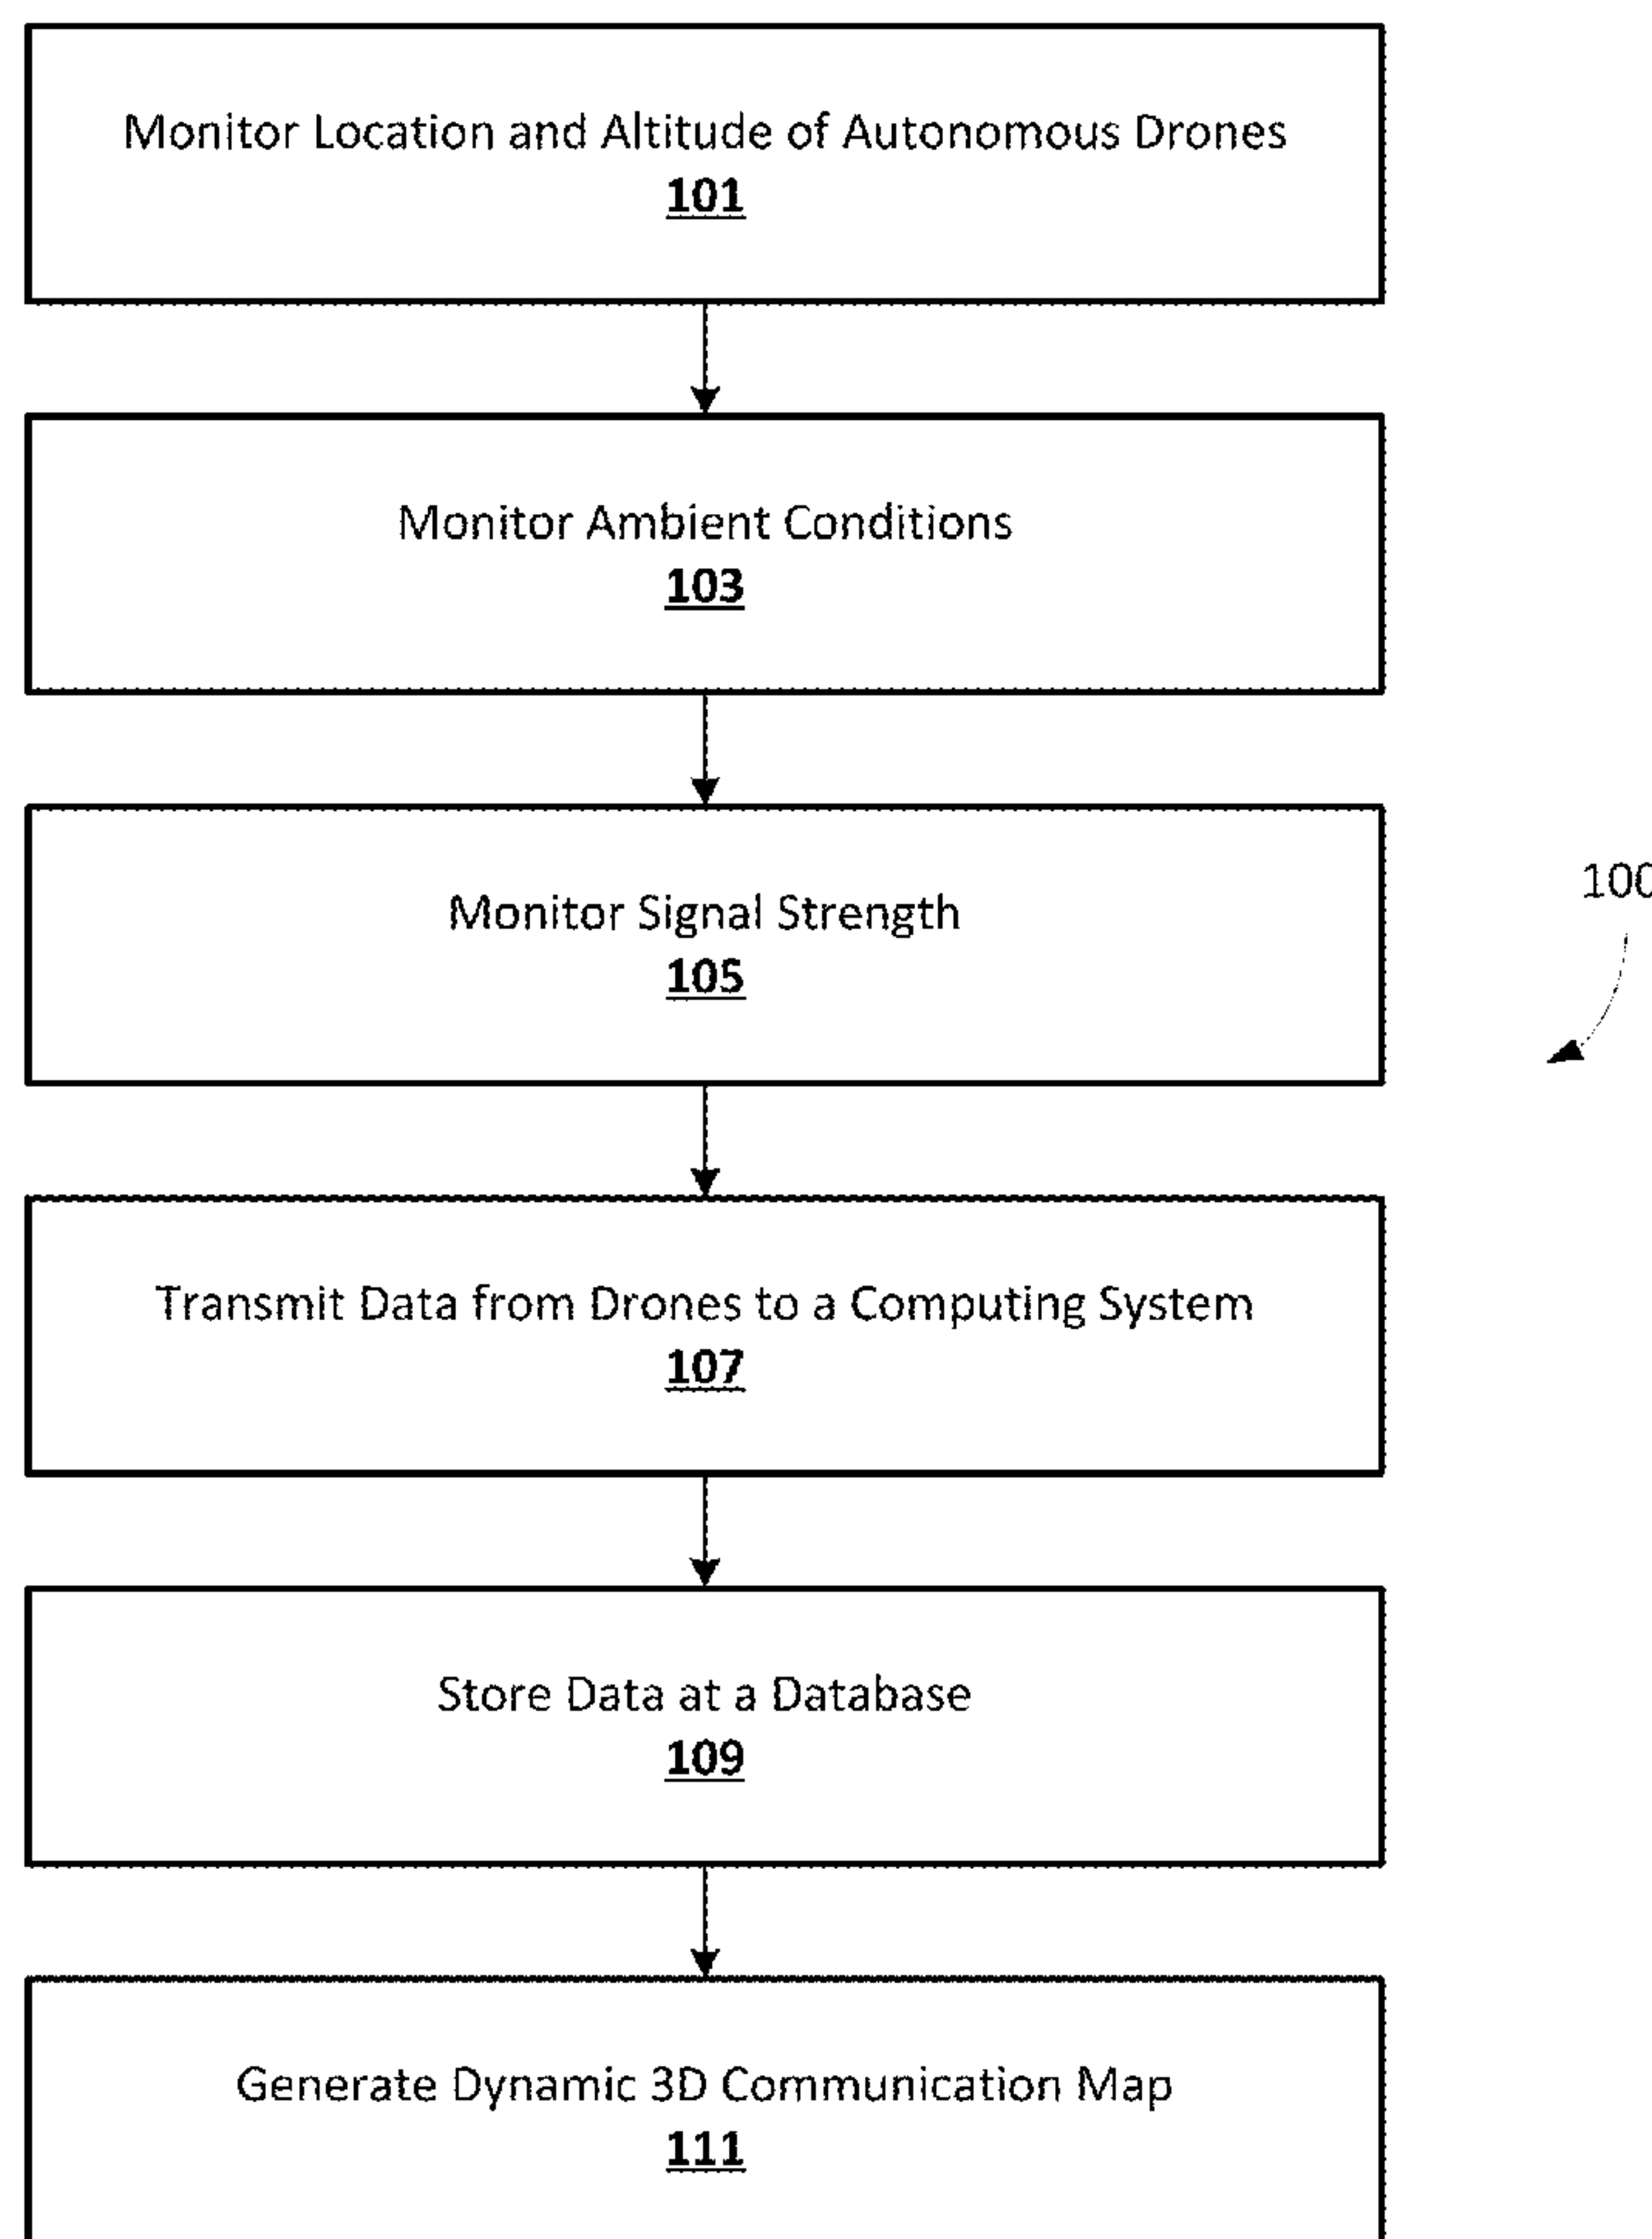 Monitor Location and Altitude of Autonomous Drones
101
Monitor Ambient Conditions
103
Monitor Signal Strength
105
100
Transmit Data from Drones to a Computing System
107
Store Data at a Database
109
Generate Dynamic 3D Communication Map
111